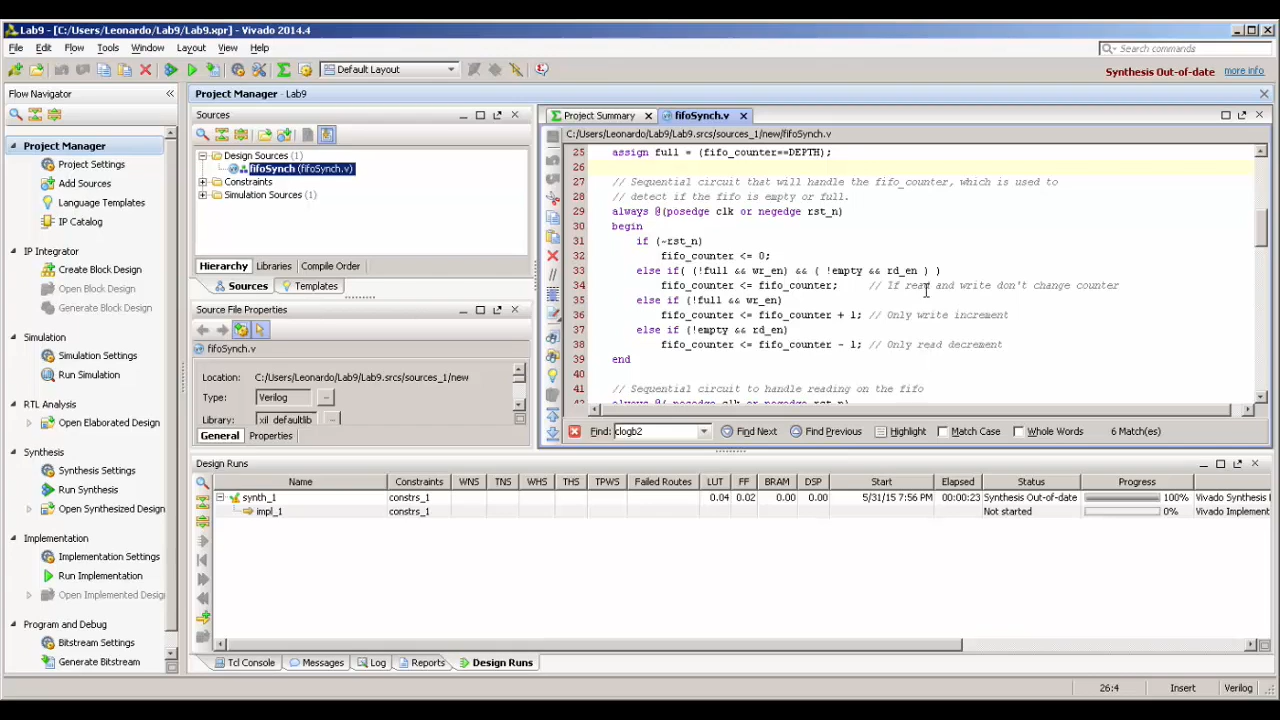 Lab9 - [C:/Users/Leonardo/Lab9/Lab9.xpr] - Vivado 2014.4
File Edit Flow Tools Window Layout View Help
Search commands
Default Layout
Synthesis Out-of-date more info
Flow Navigator
Project Manager
Project Settings
Add Sources
Language Templates
IP Catalog
IP Integrator
Create Block Design
Open Block Design
Generate Block Design
Simulation
Simulation Settings
Run Simulation
RTL Analysis
Open Elaborated Design
Synthesis
Synthesis Settings
Run Synthesis
Open Synthesized Design
Implementation
Implementation Settings
Run Implementation
Open Implemented Desig
Program and Debug
Bitstream Settings
Generate Bitstream
Project Manager - Lab9
Sources
Design Sources (1)
fifoSynch (fifoSynch.v)
Constraints
Simulation Sources (1)
Hierarchy Libraries Compile Order
Sources Templates
Source File Properties
fifoSynch.v
Location: C:/Users/Leonardo/Lab9/Lab9.srcs/sources_1/new
Type: Verilog
Library: xil_defaultlib
General Properties
Project Summary fifoSynch.v
C:/Users/Leonardo/Lab9/Lab9.srcs/sources_1/new/fifoSynch.v
25 assign full = (fifo_counter==DEPTH);
26
27 // Sequential circuit that will handle the fifo_counter, which is used to
28 // detect if the fifo is empty or full.
29 always @(posedge clk or negedge rst_n)
30 begin
31 if (~rst_n)
32 fifo_counter <= 0;
33 else if( (!full && wr_en) && ( !empty && rd_en ) )
34 fifo_counter <= fifo_counter; // If read and write don't change counter
35 else if (!full && wr_en)
36 fifo_counter <= fifo_counter + 1; // Only write increment
37 else if (!empty && rd_en)
38 fifo_counter <= fifo_counter - 1; // Only read decrement
39 end
40
41 // Sequential circuit to handle reading on the fifo
42 always @( posedge clk or negedge rst_n)
Find: clogb2 Find Next Find Previous Highlight Match Case Whole Words 6 Match(es)
Design Runs
Name Constraints WNS TNS WHS THS TPWS Failed Routes LUT FF BRAM DSP Start Elapsed Status Progress
synth_1 constrs_1 0.04 0.02 0.00 0.00 5/31/15 7:56 PM 00:00:23 Synthesis Out-of-date 100% Vivado Synthesis
impl_1 constrs_1 Not started 0% Vivado Implement
Tcl Console Messages Log Reports Design Runs
26:4 Insert Verilog